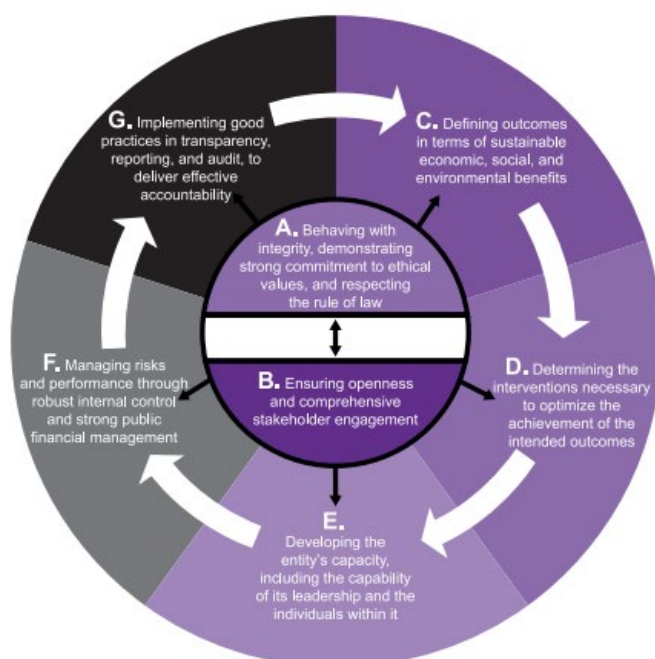 G. Implementing good
practices in transparency,
reporting, and audit, to
deliver effective
accountability
C. Defining outcomes
in terms of sustainable
economic, social, and
environmental benefits
A. Behaving with
integrity, demonstrating
strong commitment to ethical
values, and respecting
the rule of law
B. Ensuring openness
and comprehensive
stakeholder engagement
D. Determining the
interventions necessary
to optimize the
achievement of the
intended outcomes
E.
Developing the
entity's capacity,
including the capability
of its leadership and the
individuals within it
F. Managing risks
and performance through
robust internal control
and strong public
financial management